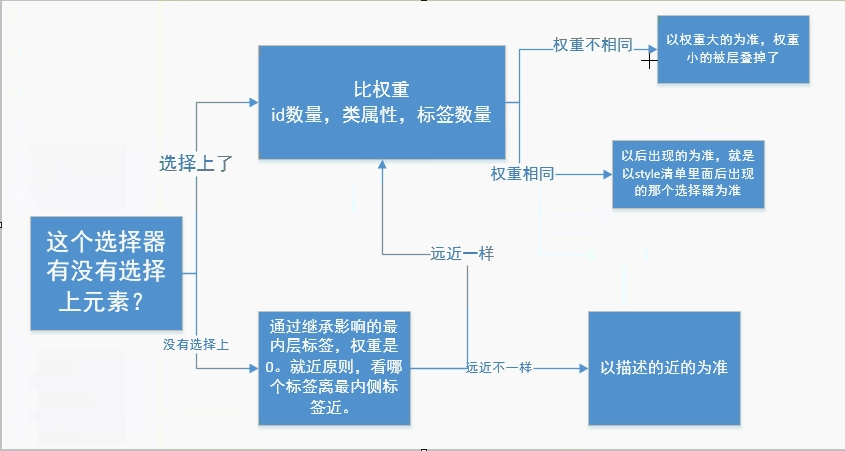 权重不相同
以权重大的为准，权重
小的被层叠掉了
比权重
id数量，类属性，标签数量
选择上了
权重相同
以后出现的为准，就是
以style清单里面后出现
的那个选择器为准
这个选择器
有没有选择
上元素？
远近一样
没有选择上
通过继承影响的最
内层标签，权重是
0。就近原则，看哪
个标签离最内侧标
签近。
远近不一样
以描述的近的为准